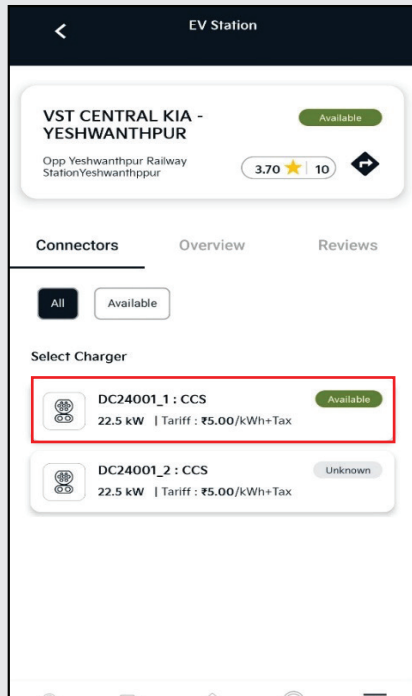 EV Station
VST CENTRAL KIA -
YESHWANTHPUR
Available
Opp Yeshwanthpur Railway
StationYeshwanthppur
3.70 10
Connectors Overview Reviews
All Available
Select Charger
DC24001_1 : CCS
Available
22.5 kW | Tariff : ₹5.00/kWh+Tax
DC24001_2 : CCS
Unknown
22.5 kW | Tariff : ₹5.00/kWh+Tax